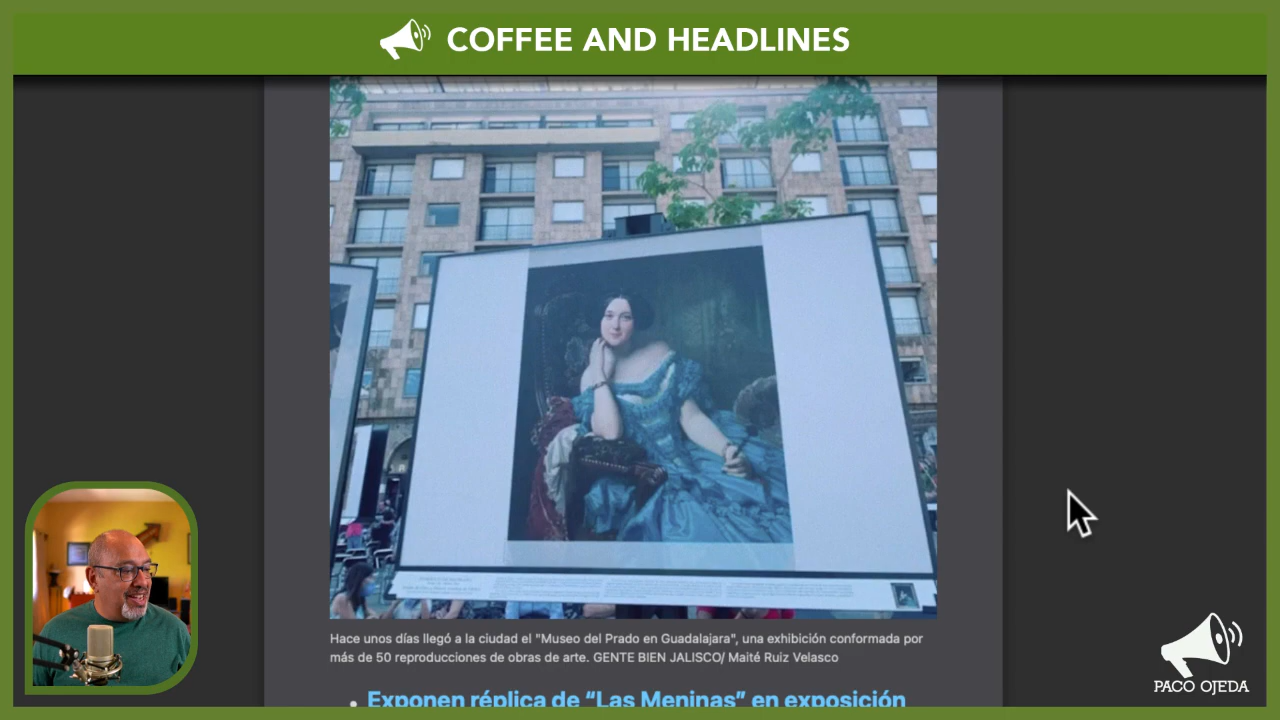 COFFEE AND HEADLINES
Hace unos días llegó a la ciudad el "Museo del Prado en Guadalajara", una exhibición conformada por
más de 50 reproducciones de obras de arte. GENTE BIEN JALISCO/ Maité Ruiz Velasco
• Exponen réplica de “Las Meninas” en exposición
PACO OJEDA